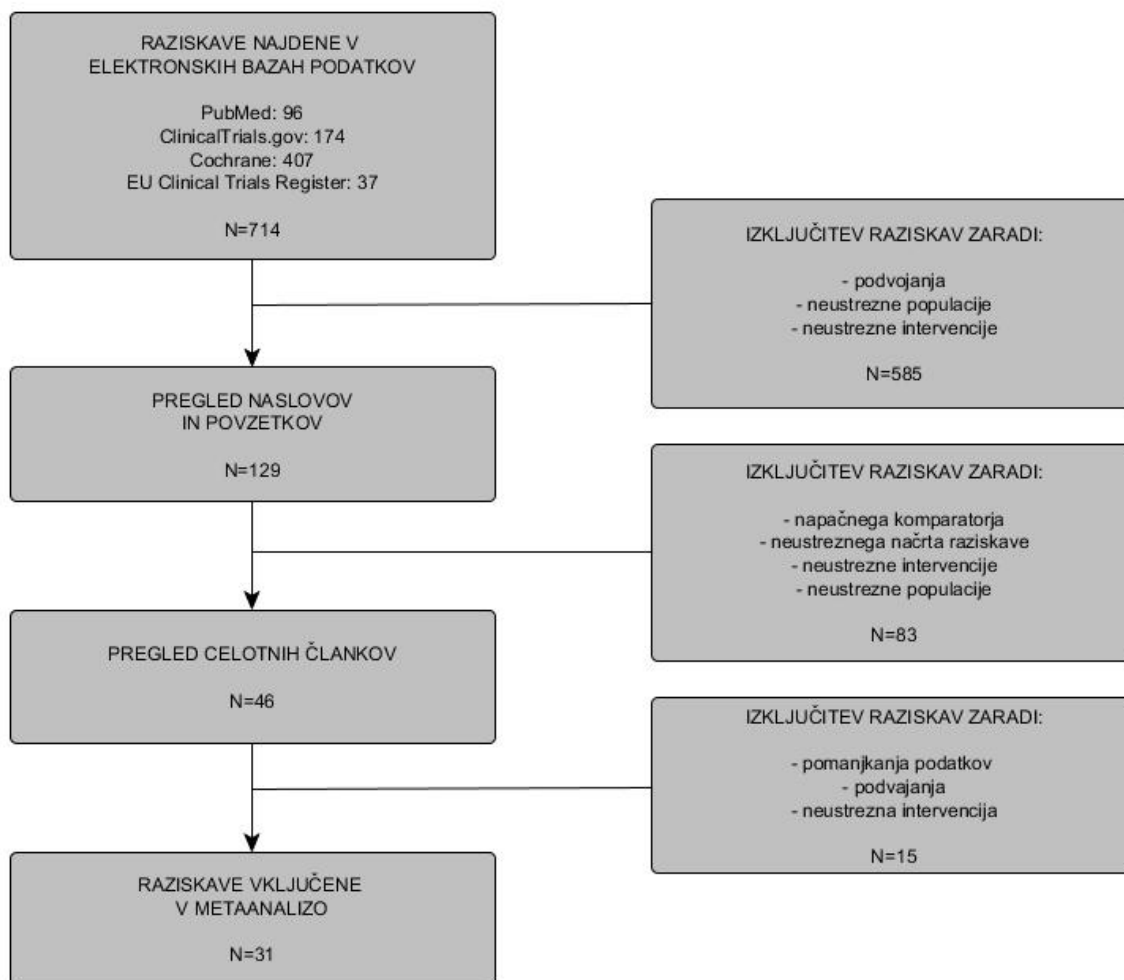 RAZISKAVE NAJDENE V
ELEKTRONSKIH BAZAH PODATKOV
PubMed: 96
ClinicalTrials.gov: 174
Cochrane: 407
EU Clinical Trials Register: 37
N=714
IZKLJUČITEV RAZISKAV ZARADI:
- podvojanja
- neustrezne populacije
- neustrezne intervencije
N=585
PREGLED NASLOVOV
IN POVZETKOV
N=129
IZKLJUČITEV RAZISKAV ZARADI:
- napačnega komparatorja
- neustreznega načrta raziskave
- neustrezne intervencije
- neustrezne populacije
N=83
PREGLED CELOTNIH ČLANKOV
N=46
IZKLJUČITEV RAZISKAV ZARADI:
- pomanjkanja podatkov
- podvajanja
- neustrezna intervencija
N=15
RAZISKAVE VKLJUČENE
V METAANALIZO
N=31